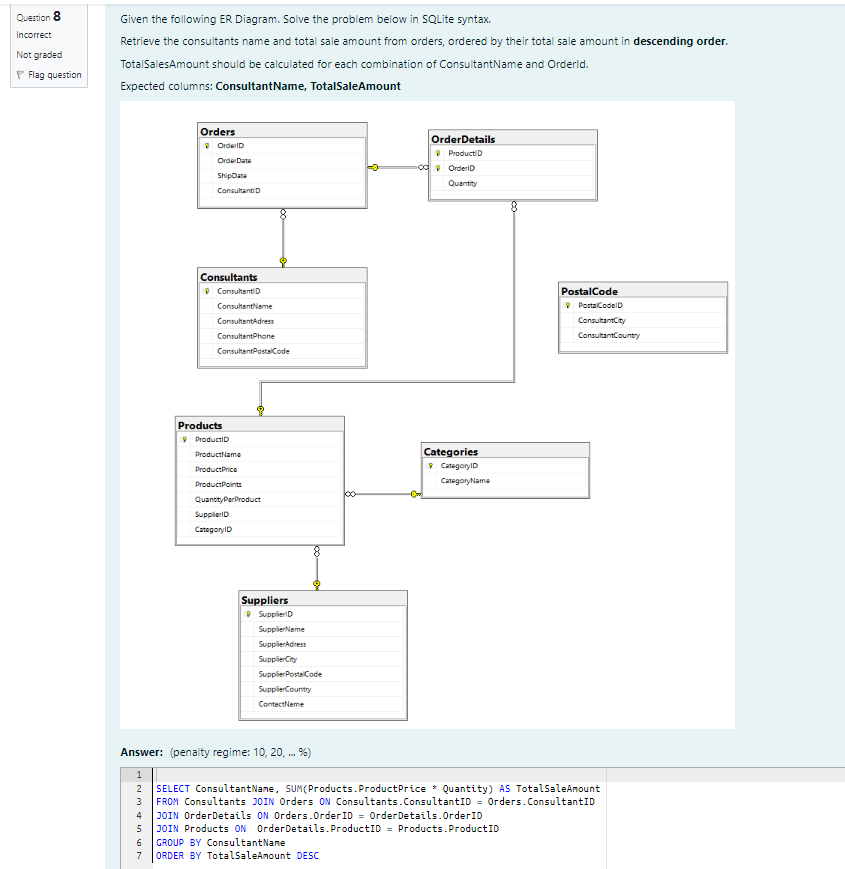 Question 8
Incorrect
Not graded
Flag question
Given the following ER Diagram. Solve the problem below in SQLite syntax.
Retrieve the consultants name and total sale amount from orders, ordered by their total sale amount in descending order.
TotalSalesAmount should be calculated for each combination of ConsultantName and OrderId.
Expected columns: ConsultantName, TotalSaleAmount
Orders
OrderID
OrderDate
ShipDate
ConsultantID
OrderDetails
ProductID
OrderID
Quantity
Consultants
ConsultantID
ConsultantName
ConsultantAdress
ConsultantPhone
ConsultantPostalCode
PostalCode
PostalCodeID
ConsultantCity
ConsultantCountry
Products
ProductID
ProductName
ProductPrice
ProductPoints
QuantityPerProduct
SupplierID
CategoryID
Categories
CategoryID
CategoryName
Suppliers
SupplierID
SupplierName
SupplierAdress
SupplierCity
SupplierPostalCode
SupplierCountry
ContactName
Answer: (penalty regime: 10, 20, ... %)
1
2 SELECT ConsultantName, SUM(Products.ProductPrice * Quantity) AS TotalSaleAmount
3 FROM Consultants JOIN Orders ON Consultants.ConsultantID = Orders.ConsultantID
4 JOIN OrderDetails ON Orders.OrderID = OrderDetails.OrderID
5 JOIN Products ON OrderDetails.ProductID = Products.ProductID
6 GROUP BY ConsultantName
7 ORDER BY TotalSaleAmount DESC